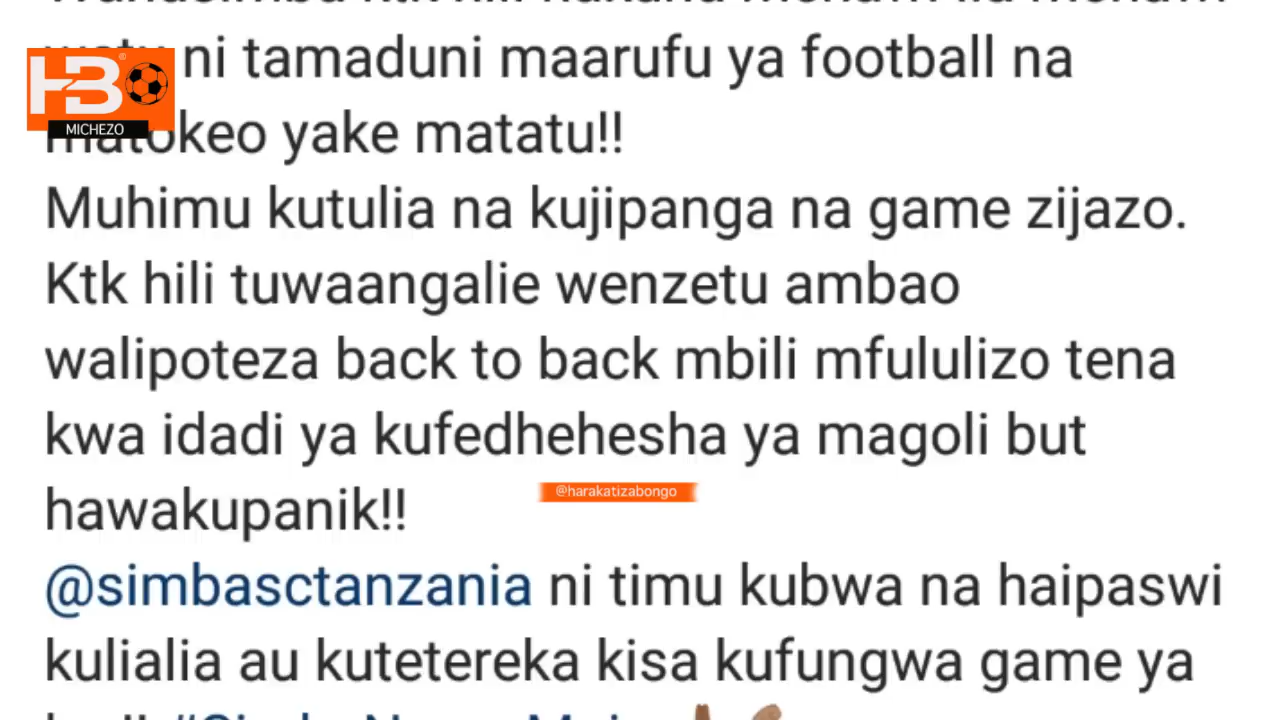 ni tamaduni maarufu ya football na
matokeo yake matatu!!
Muhimu kutulia na kujipanga na game zijazo.
Ktk hili tuwaangalie wenzetu ambao
walipoteza back to back mbili mfululizo tena
kwa idadi ya kufedhehesha ya magoli but
hawakupanik!!
@simbasctanzania ni timu kubwa na haipaswi
kulialia au kutetereka kisa kufungwa game ya
HB
MICHEZO
@harakatizabongo